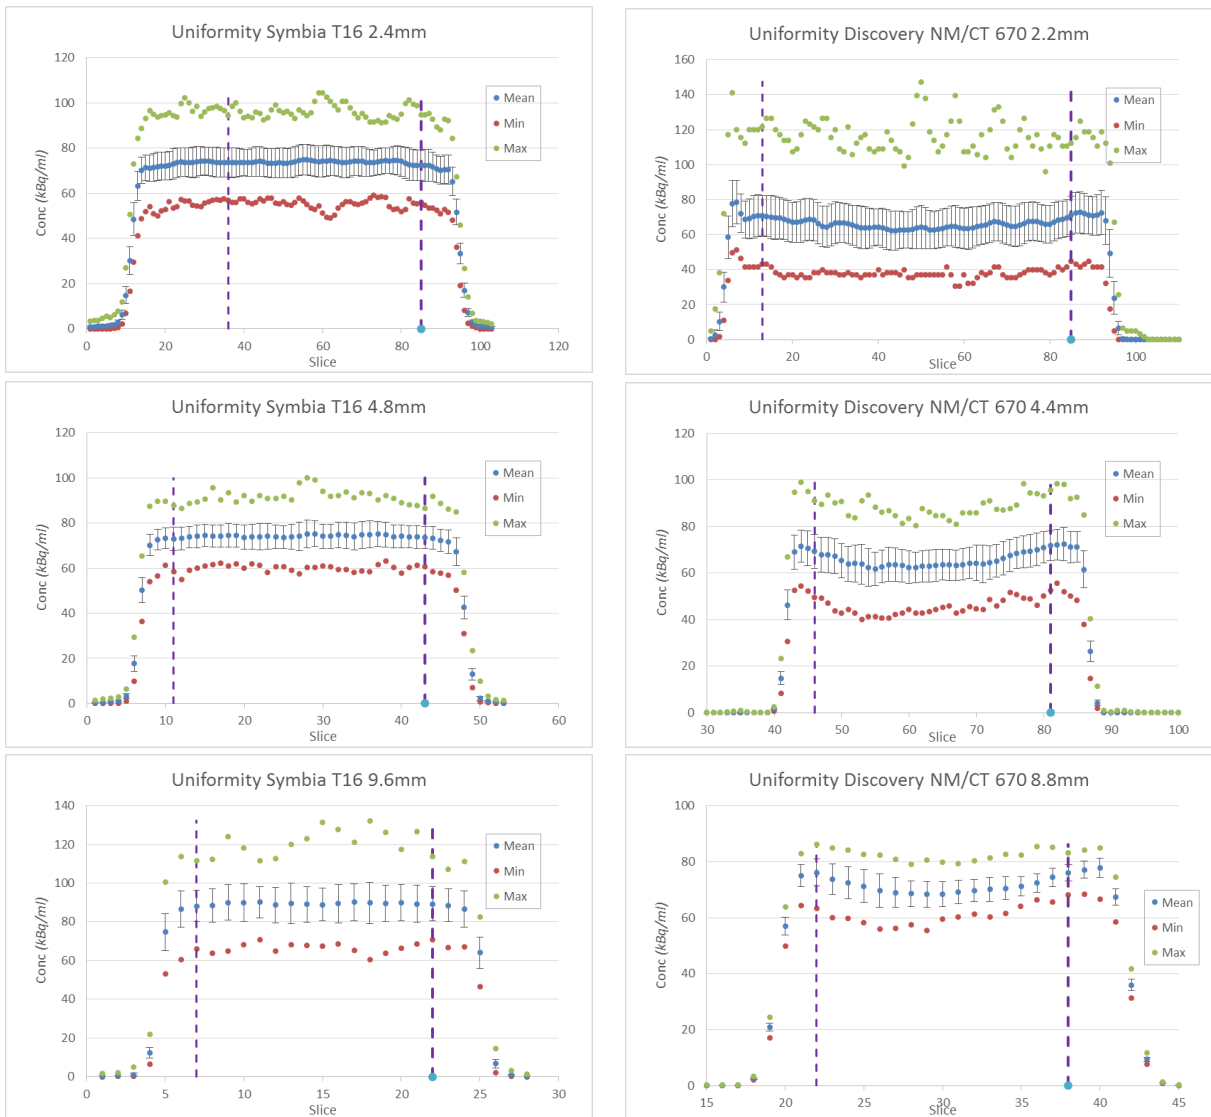 Uniformity Symbia T16 2.4mm
120
100
80
60
40
20
0
0 20 40 60 80 100 120
Conc (kBq/ml)
Slice
Mean
Min
Max
Uniformity Discovery NM/CT 670 2.2mm
160
140
120
100
80
60
40
20
0
0 20 40 60 80 100
Conc (kBq/ml)
Slice
Mean
Min
Max
Uniformity Symbia T16 4.8mm
120
100
80
60
40
20
0
0 10 20 30 40 50 60
Conc (kBq/ml)
Slice
Mean
Min
Max
Uniformity Discovery NM/CT 670 4.4mm
120
100
80
60
40
20
0
30 40 50 60 70 80 90 100
Conc (kBq/ml)
Slice
Mean
Min
Max
Uniformity Symbia T16 9.6mm
140
120
100
80
60
40
20
0
0 5 10 15 20 25 30
Conc (kBq/ml)
Slice
Mean
Min
Max
Uniformity Discovery NM/CT 670 8.8mm
100
80
60
40
20
0
15 20 25 30 35 40 45
Conc (kBq/ml)
Slice
Mean
Min
Max